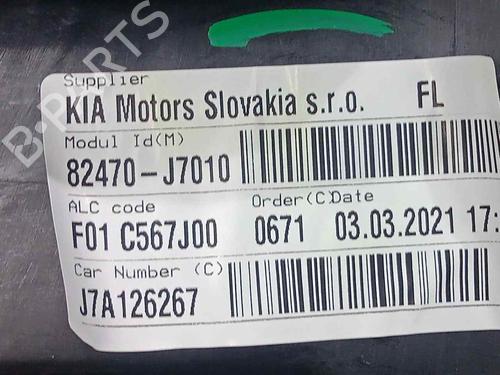 B-PARTS
Supplier
KIA Motors Slovakia s.r.o. FL
Modul Id(M)
82470-J7010
ALC code Order(C)Date
F01 C567J00 0671 03.03.2021 17:
Car Number (C)
J7A126267